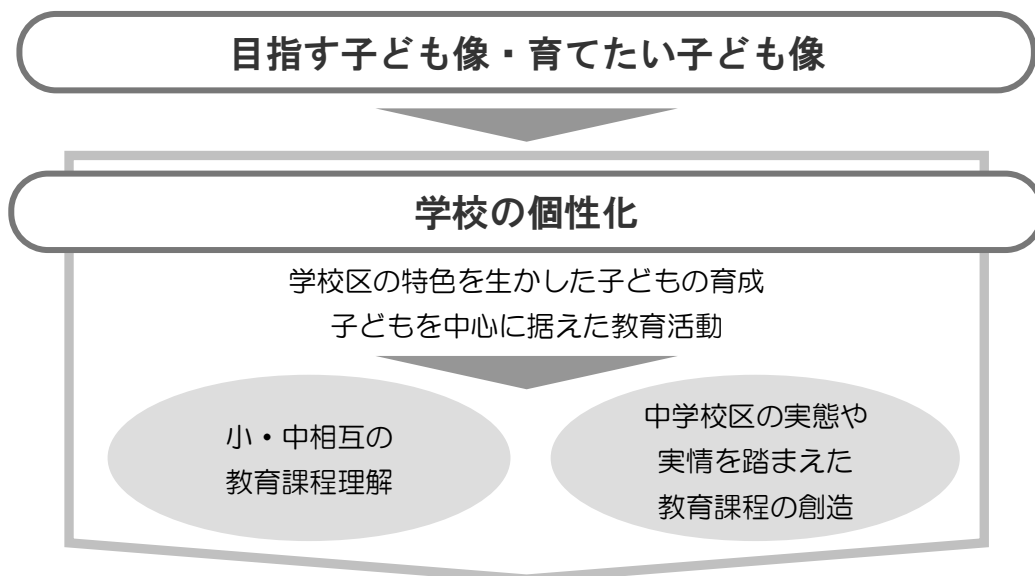 目指す子ども像・育てたい子ども像
学校の個性化
学校区の特色を生かした子どもの育成
子どもを中心に据えた教育活動
小・中相互の
教育課程理解
中学校区の実態や
実情を踏まえた
教育課程の創造